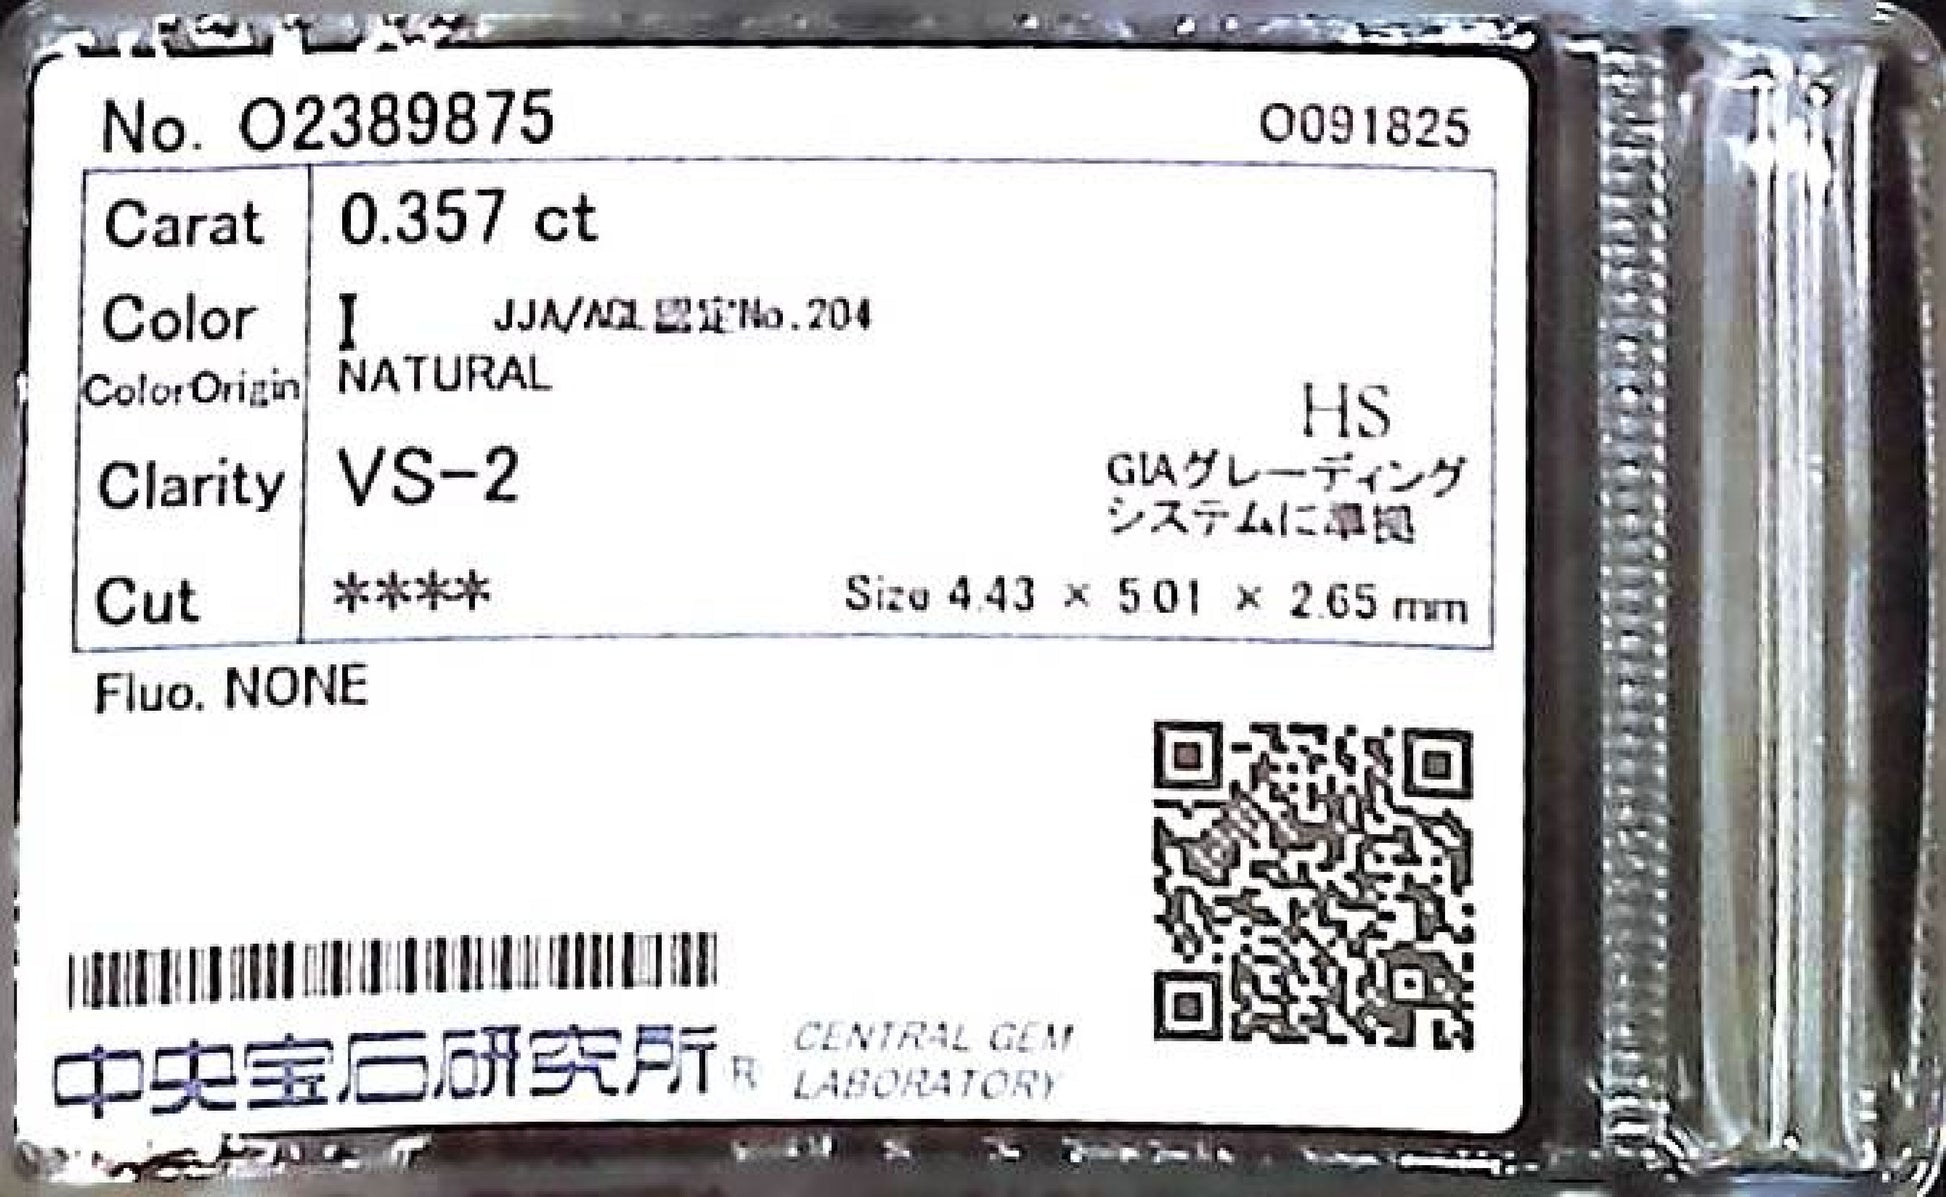 No. O2389875
O091825
Carat 0.357 ct
Color I JJA/AGL認定No.204
ColorOrigin NATURAL
HS
Clarity VS-2
GIAグレーディング
システムに準拠
Cut **** Size 4.43 × 5.01 × 2.65 mm
Fluo. NONE
中央宝石研究所 R
CENTRAL GEM
LABORATORY